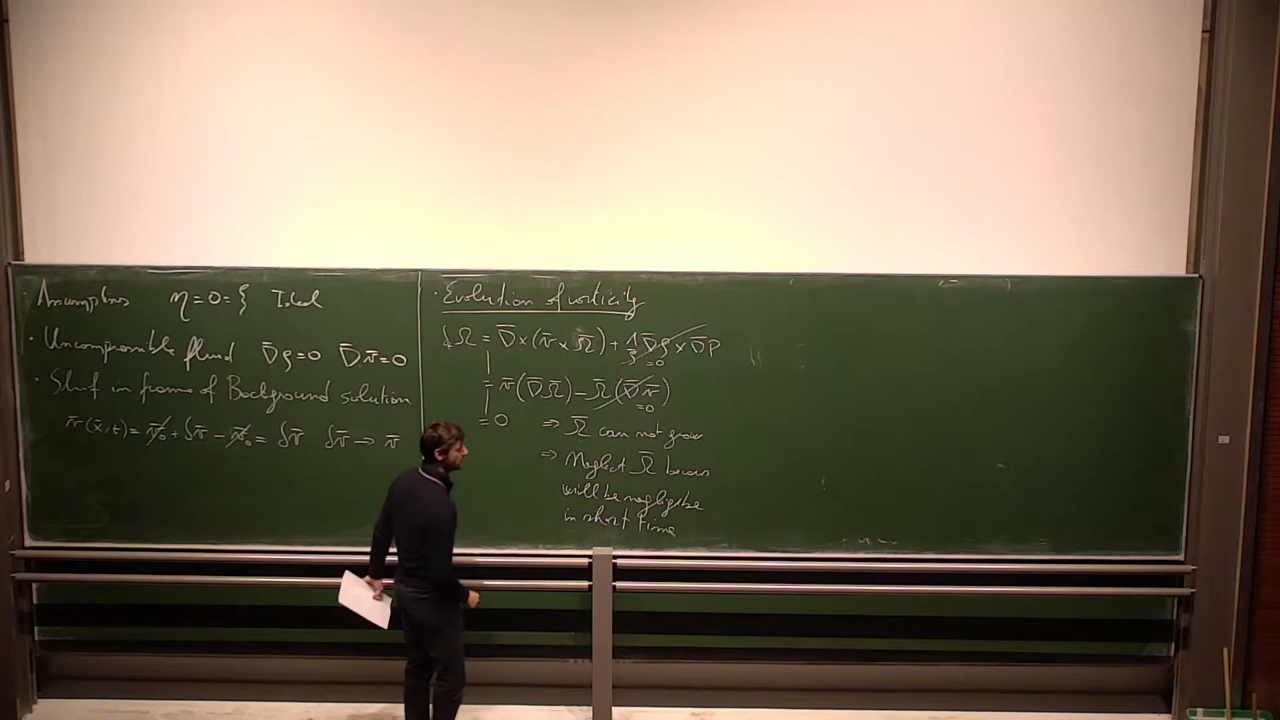 Assumptions η = 0 = ξ Ideal
· Uncompressible fluid ∇̄ρ = 0 ∇̄v̄ = 0
· Shift in frame of Background solution
v̄(x̄,t) = v̄₀ + δv̄ - v̄₀ = δv̄ δv̄ → v̄
· Evolution of vorticity
∂ₜΩ = ∇̄ × (v̄ × Ω̄) + 1/ρ ∇̄ρ × ∇̄P
= 0
= v̄(∇̄Ω̄) - Ω̄(∇̄v̄)
= 0
= 0 ⇒ Ω̄ can not grow
⇒ Neglect Ω̄ because
will be negligible
in short time